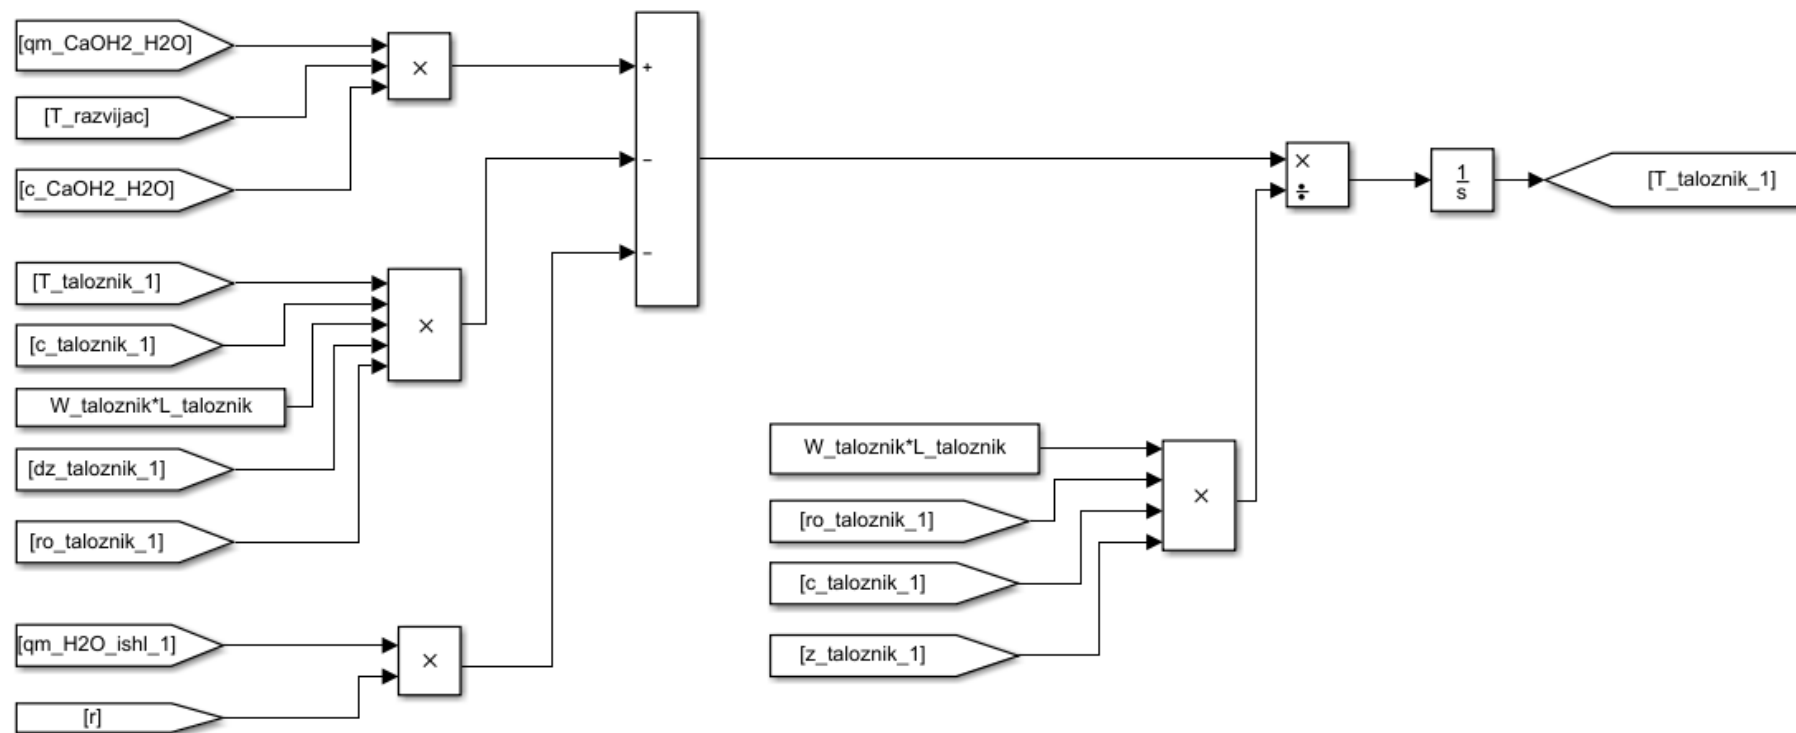 [qm_CaOH2_H2O]
[T_razvijac]
[c_CaOH2_H2O]
×
+
−
−
[T_taloznik_1]
[c_taloznik_1]
W_taloznik*L_taloznik
[dz_taloznik_1]
[ro_taloznik_1]
×
[qm_H2O_ishl_1]
[r]
×
W_taloznik*L_taloznik
[ro_taloznik_1]
[c_taloznik_1]
[z_taloznik_1]
×
×
÷
1
s
[T_taloznik_1]